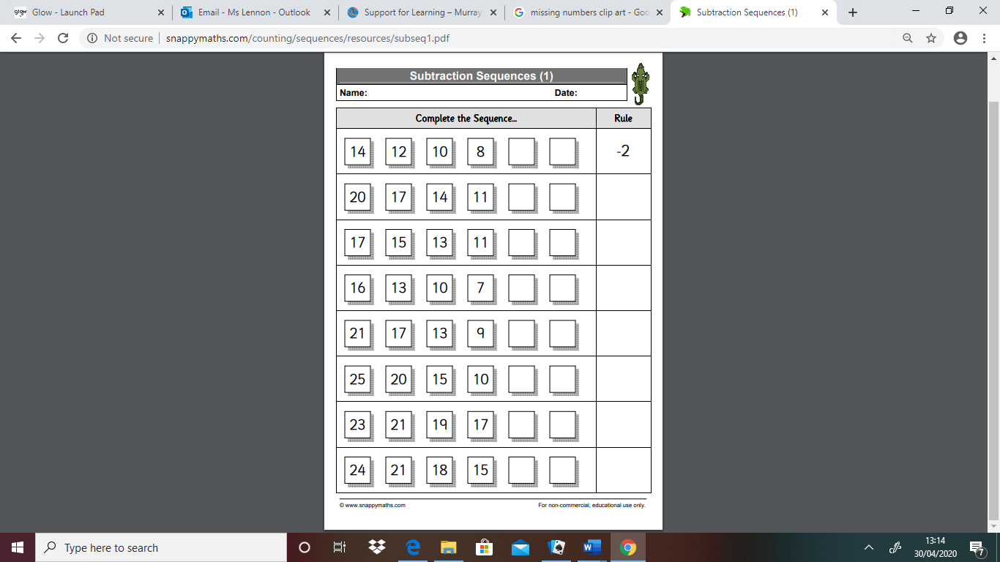 Glow - Launch Pad
Email - Ms Lennon - Outlook
Support for Learning – Murray
missing numbers clip art - Goo
Subtraction Sequences (1)
Not secure snappymaths.com/counting/sequences/resources/subseq1.pdf
Subtraction Sequences (1)
Name: Date:
Complete the Sequence... Rule
14 12 10 8 -2
20 17 14 11
17 15 13 11
16 13 10 7
21 17 13 9
25 20 15 10
23 21 19 17
24 21 18 15
© www.snappymaths.com For non-commercial, educational use only.
Type here to search
13:14
30/04/2020
7